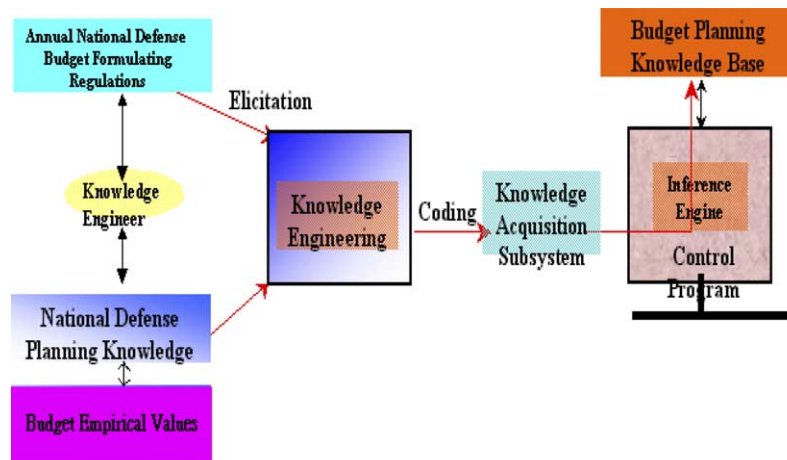 Annual National Defense
Budget Formulating
Regulations
Elicitation
Knowledge
Engineer
National Defense
Planning Knowledge
Budget Empirical Values
Knowledge
Engineering
Coding
Knowledge
Acquisition
Subsystem
Budget Planning
Knowledge Base
Inference
Engine
Control
Program